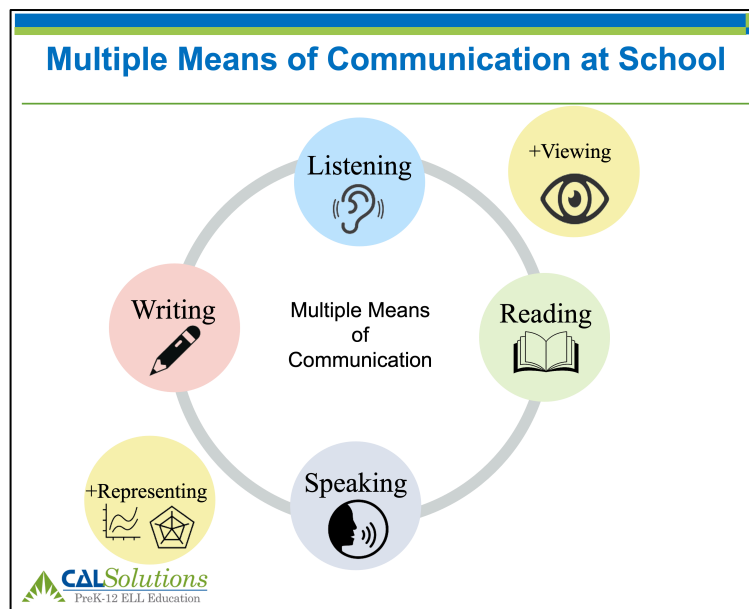 Multiple Means of Communication at School
Listening
+Viewing
Writing
Multiple Means
of
Communication
Reading
+Representing
Speaking
CALSolutions
PreK-12 ELL Education